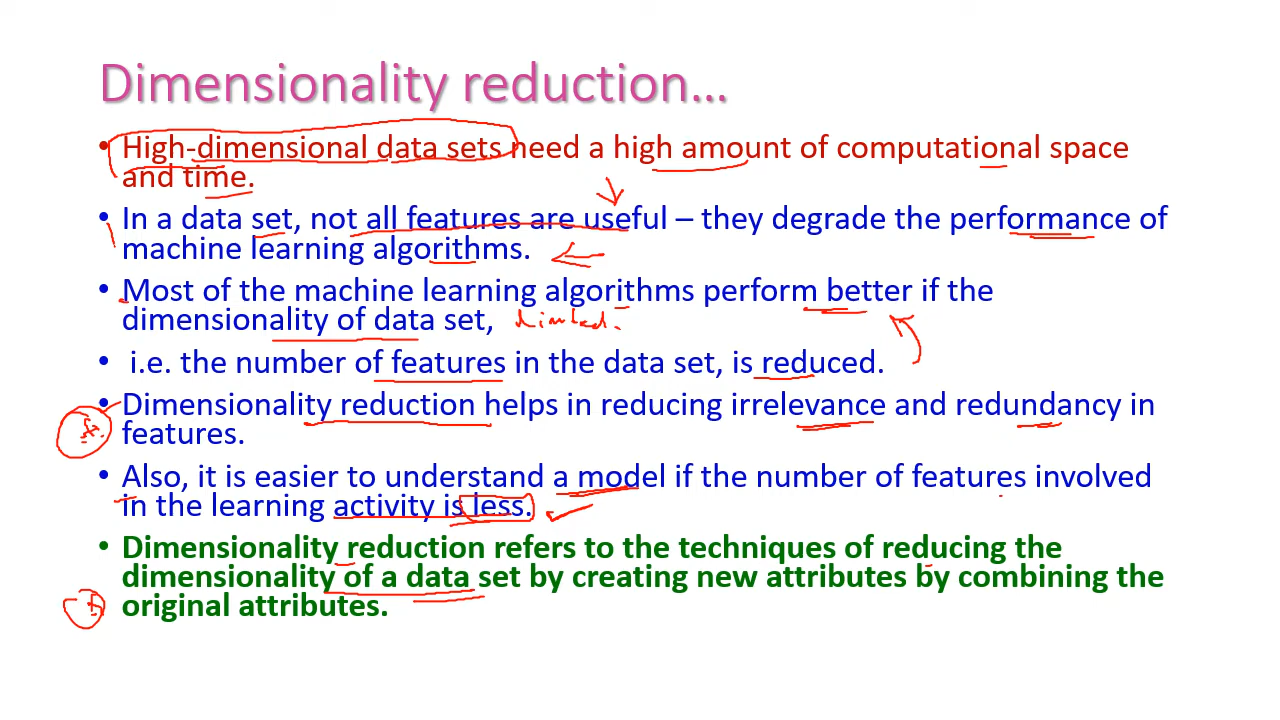 Dimensionality reduction...
• High-dimensional data sets need a high amount of computational space
and time.
• In a data set, not all features are useful – they degrade the performance of
machine learning algorithms.
• Most of the machine learning algorithms perform better if the
dimensionality of data set, limited.
• i.e. the number of features in the data set, is reduced.
• Dimensionality reduction helps in reducing irrelevance and redundancy in
features.
• Also, it is easier to understand a model if the number of features involved
in the learning activity is less.
• Dimensionality reduction refers to the techniques of reducing the
dimensionality of a data set by creating new attributes by combining the
original attributes.